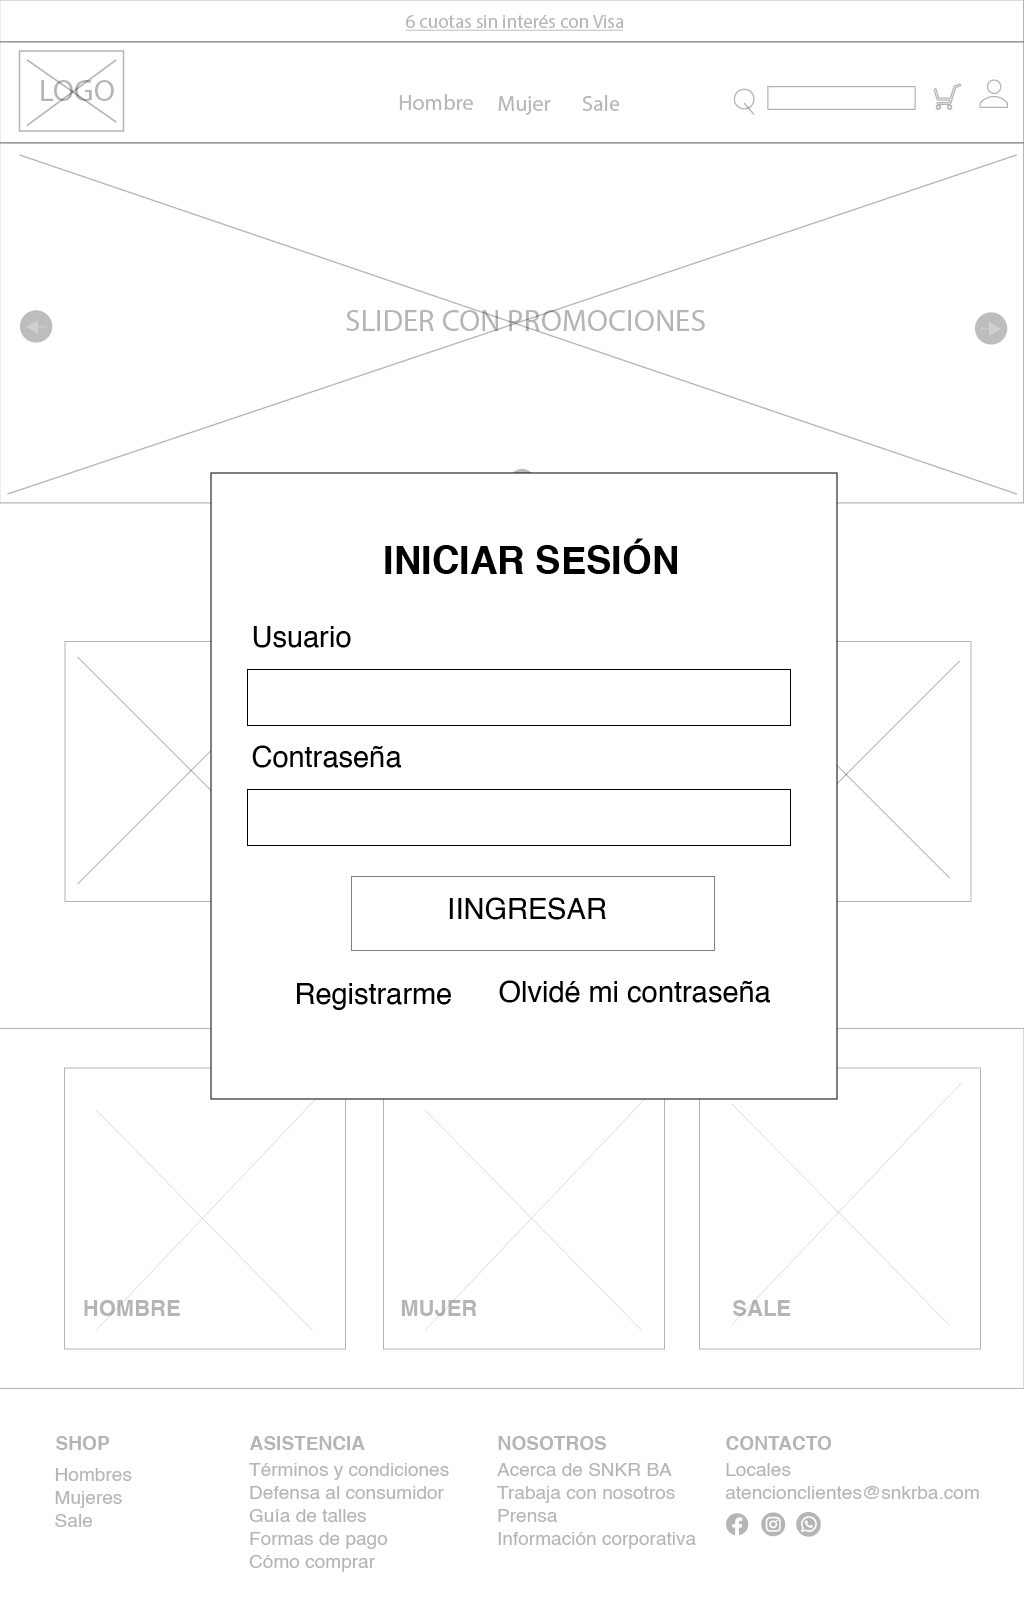 6 cuotas sin interés con Visa
LOGO
Hombre Mujer Sale
SLIDER CON PROMOCIONES
INICIAR SESIÓN
Usuario
Contraseña
IINGRESAR
Registrarme Olvidé mi contraseña
HOMBRE MUJER SALE
SHOP
Hombres
Mujeres
Sale
ASISTENCIA
Términos y condiciones
Defensa al consumidor
Guía de talles
Formas de pago
Cómo comprar
NOSOTROS
Acerca de SNKR BA
Trabaja con nosotros
Prensa
Información corporativa
CONTACTO
Locales
atencionclientes@snkrba.com